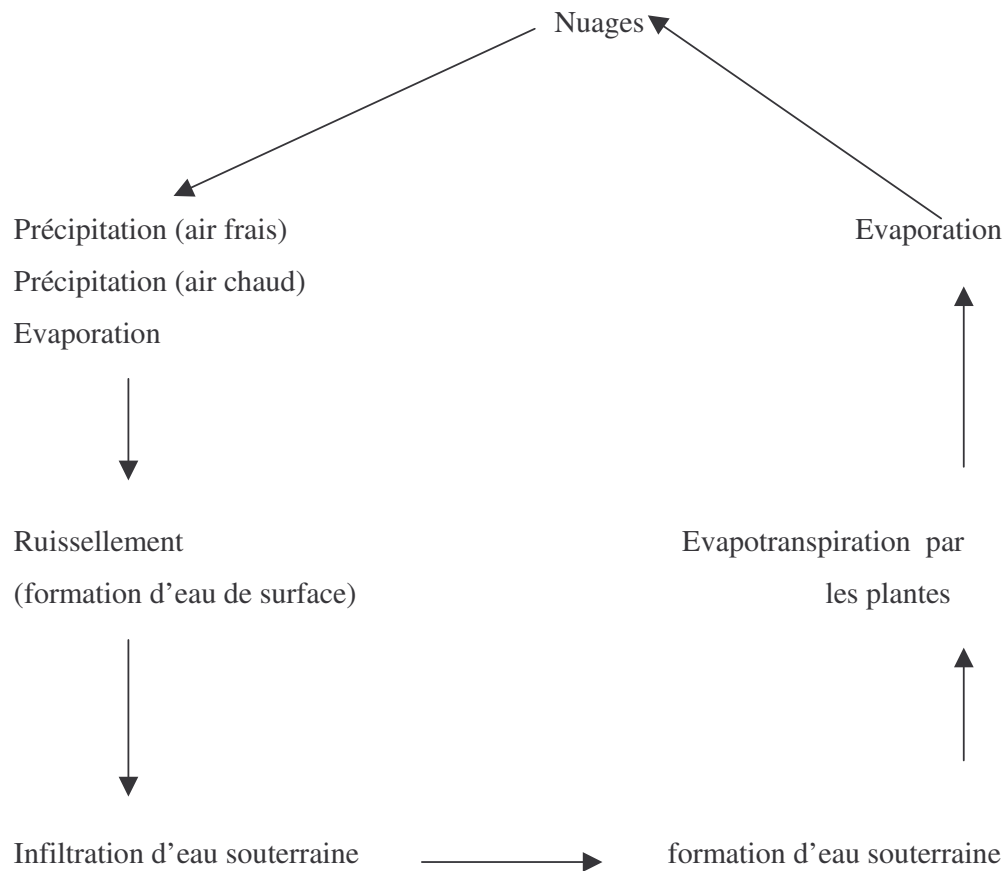 Nuages
Précipitation (air frais)
Evaporation
Précipitation (air chaud)
Evaporation
Ruissellement
Evapotranspiration par
(formation d'eau de surface)
les plantes
Infiltration d'eau souterraine
formation d'eau souterraine